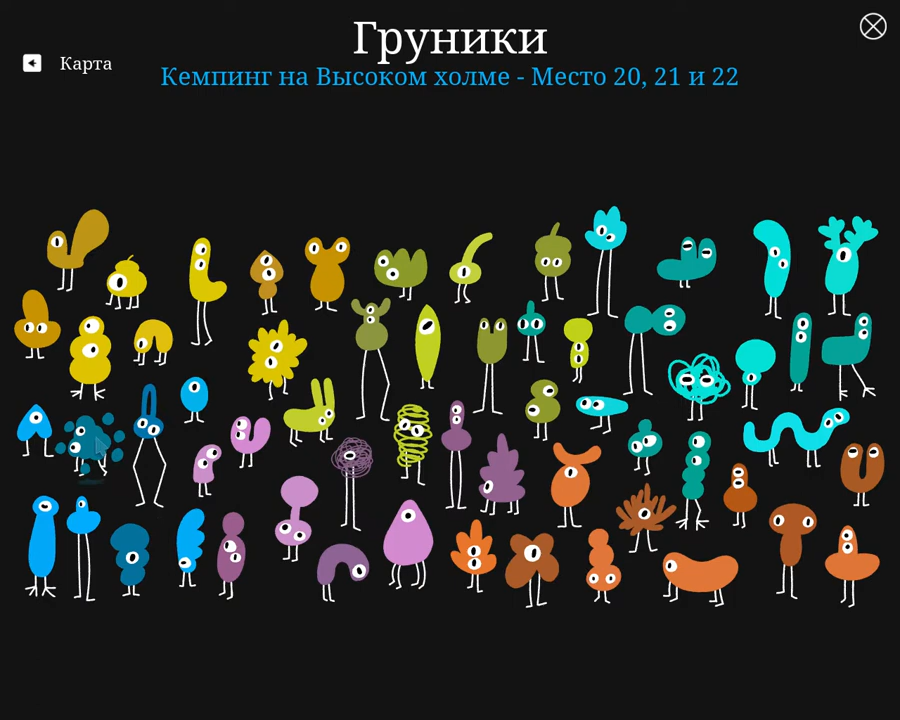 Груники
Карта
Кемпинг на Высоком холме - Место 20, 21 и 22